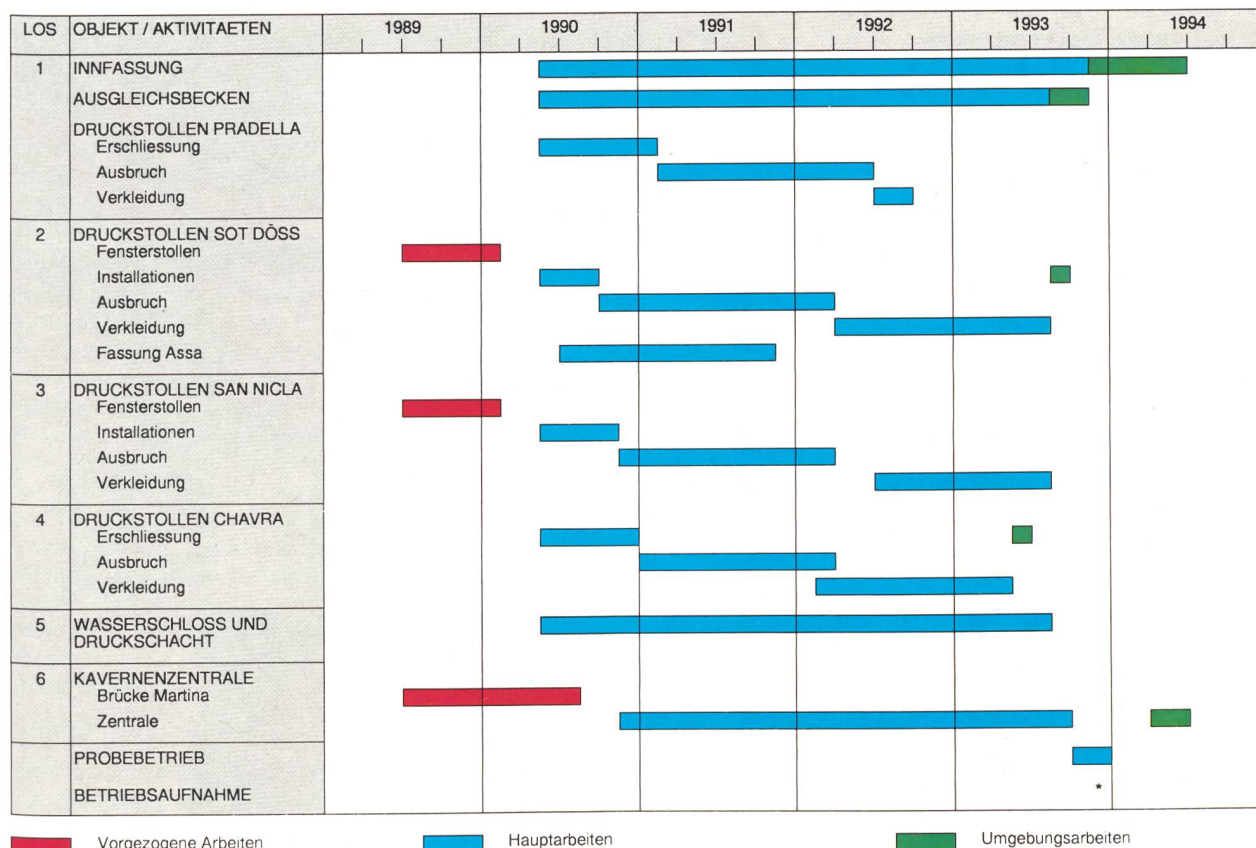 LOS OBJEKT / AKTIVITAETEN 1989 1990 1991 1992 1993 1994
1 INNFASSUNG
AUSGLEICHSBECKEN
DRUCKSTOLLEN PRADELLA
Erschliessung
Ausbruch
Verkleidung
2 DRUCKSTOLLEN SOT DÖSS
Fensterstollen
Installationen
Ausbruch
Verkleidung
Fassung Assa
3 DRUCKSTOLLEN SAN NICLA
Fensterstollen
Installationen
Ausbruch
Verkleidung
4 DRUCKSTOLLEN CHAVRA
Erschliessung
Ausbruch
Verkleidung
5 WASSERSCHLOSS UND
DRUCKSCHACHT
6 KAVERNENZENTRALE
Brücke Martina
Zentrale
PROBEBETRIEB
BETRIEBSAUFNAHME *
Vorgezogene Arbeiten Hauptarbeiten Umgebungsarbeiten